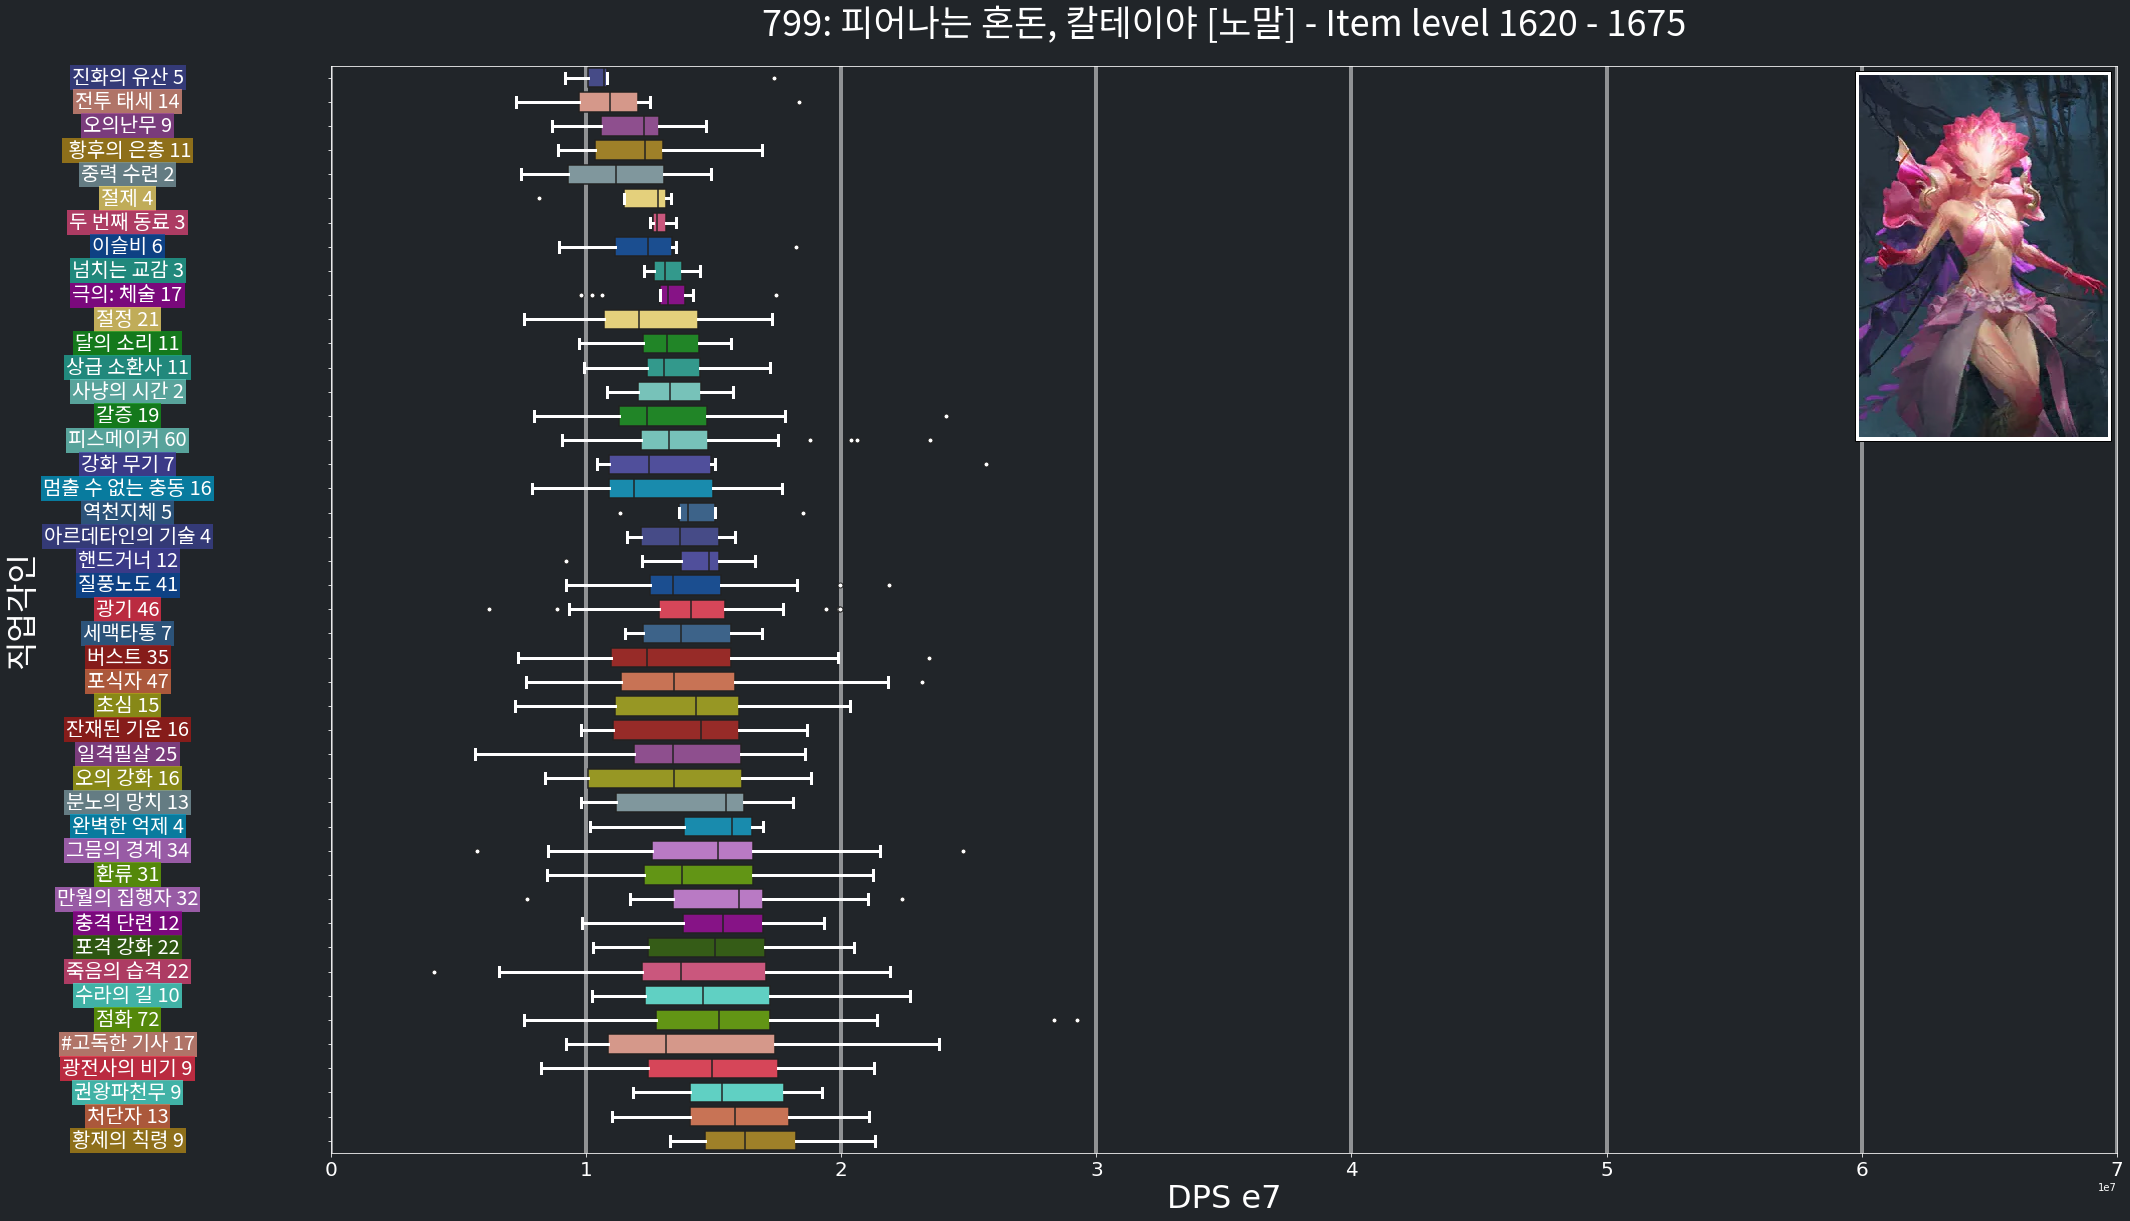 799: 피어나는 혼돈, 칼테이야 [노말] - Item level 1620 - 1675
직업각인
진화의 유산 5
전투 태세 14
오의난무 9
황후의 은총 11
중력 수련 2
절제 4
두 번째 동료 3
이슬비 6
넘치는 교감 3
극의: 체술 17
절정 21
달의 소리 11
상급 소환사 11
사냥의 시간 2
갈증 19
피스메이커 60
강화 무기 7
멈출 수 없는 충동 16
역천지체 5
아르데타인의 기술 4
핸드거너 12
질풍노도 41
광기 46
세맥타통 7
버스트 35
포식자 47
초심 15
잔재된 기운 16
일격필살 25
오의 강화 16
분노의 망치 13
완벽한 억제 4
그믐의 경계 34
환류 31
만월의 집행자 32
충격 단련 12
포격 강화 22
죽음의 습격 22
수라의 길 10
점화 72
#고독한 기사 17
광전사의 비기 9
권왕파천무 9
처단자 13
황제의 칙령 9
0 1 2 3 4 5 6 7
1e7
DPS e7